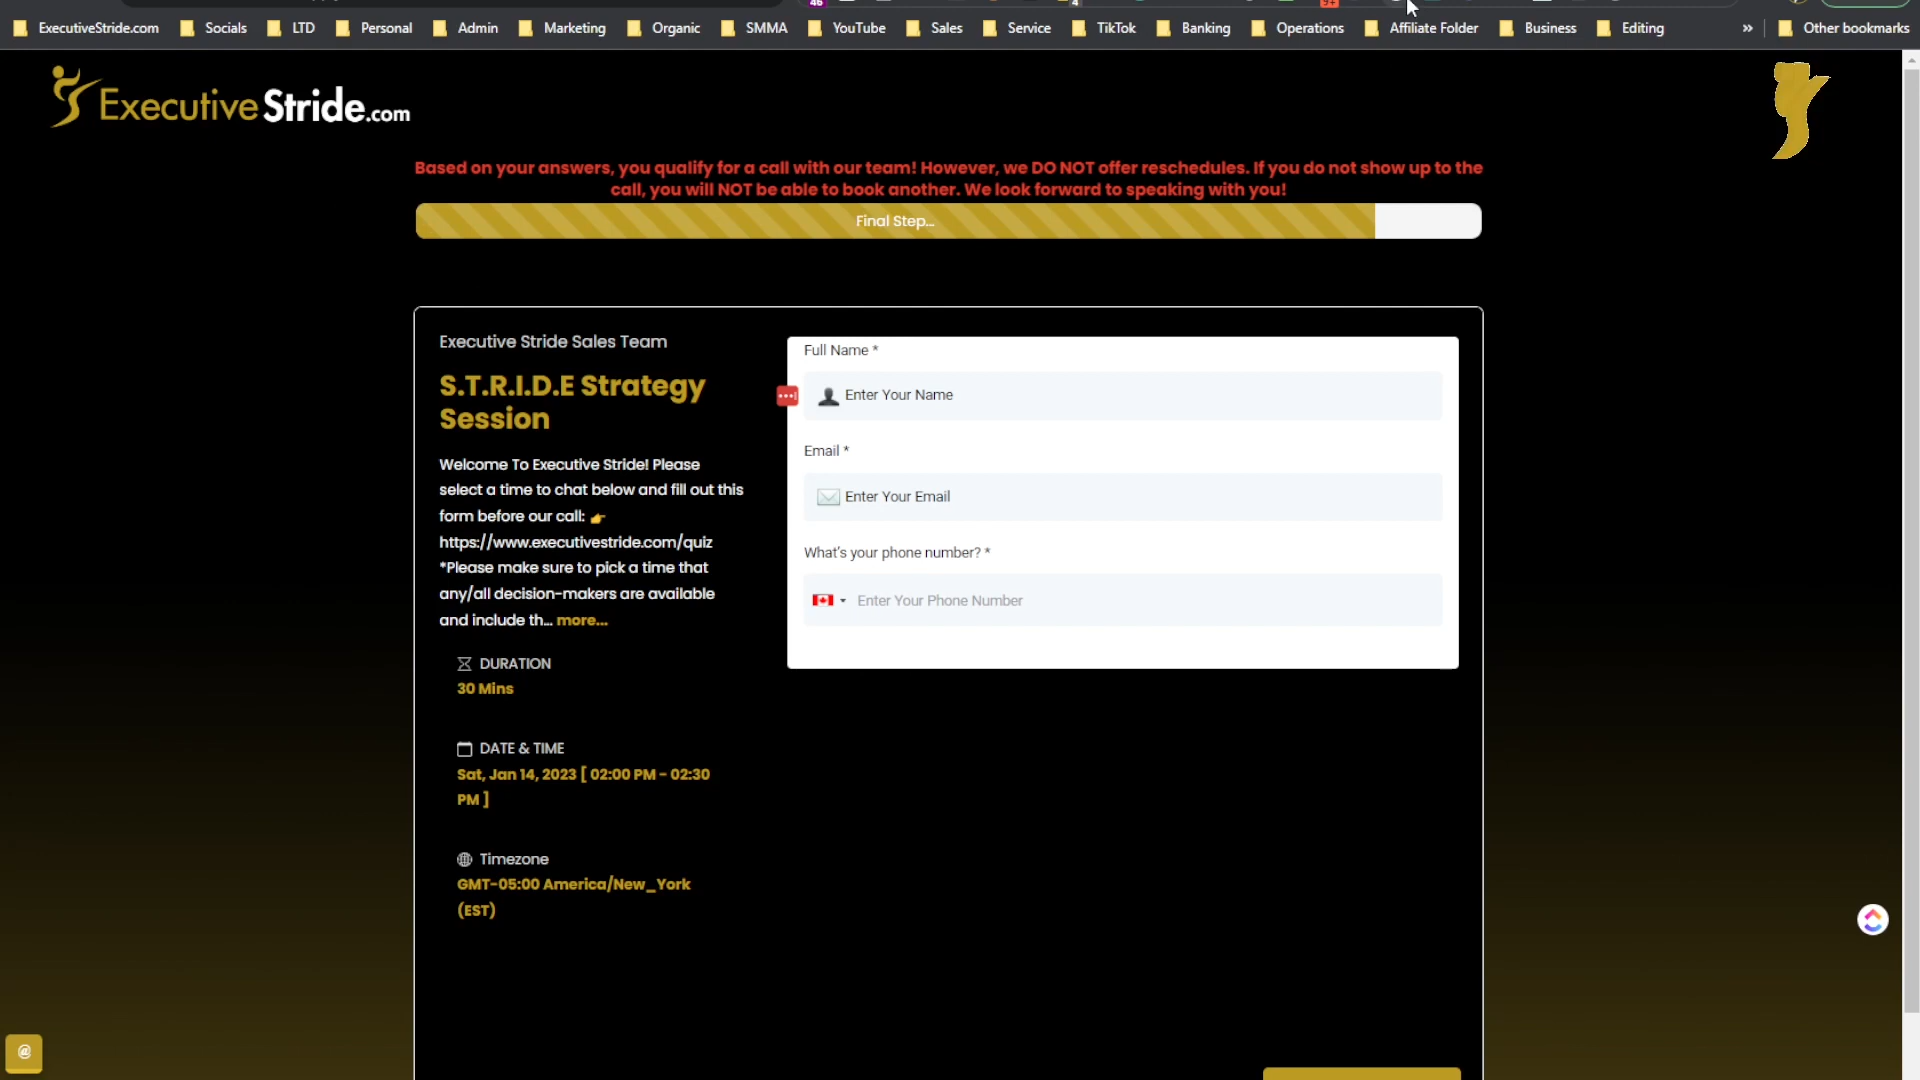 46
4
9+
ExecutiveStride.com Socials LTD Personal Admin Marketing Organic SMMA YouTube Sales Service TikTok Banking Operations Affiliate Folder Business Editing » Other bookmarks
ExecutiveStride.com
Based on your answers, you qualify for a call with our team! However, we DO NOT offer reschedules. If you do not show up to the
call, you will NOT be able to book another. We look forward to speaking with you!
Final Step...
Executive Stride Sales Team
S.T.R.I.D.E Strategy
Session
Welcome To Executive Stride! Please
select a time to chat below and fill out this
form before our call: 👉
https://www.executivestride.com/quiz
*Please make sure to pick a time that
any/all decision-makers are available
and include th... more...
DURATION
30 Mins
DATE & TIME
Sat, Jan 14, 2023 [ 02:00 PM - 02:30
PM ]
Timezone
GMT-05:00 America/New_York
(EST)
Full Name *
Enter Your Name
Email *
Enter Your Email
What's your phone number? *
Enter Your Phone Number
@